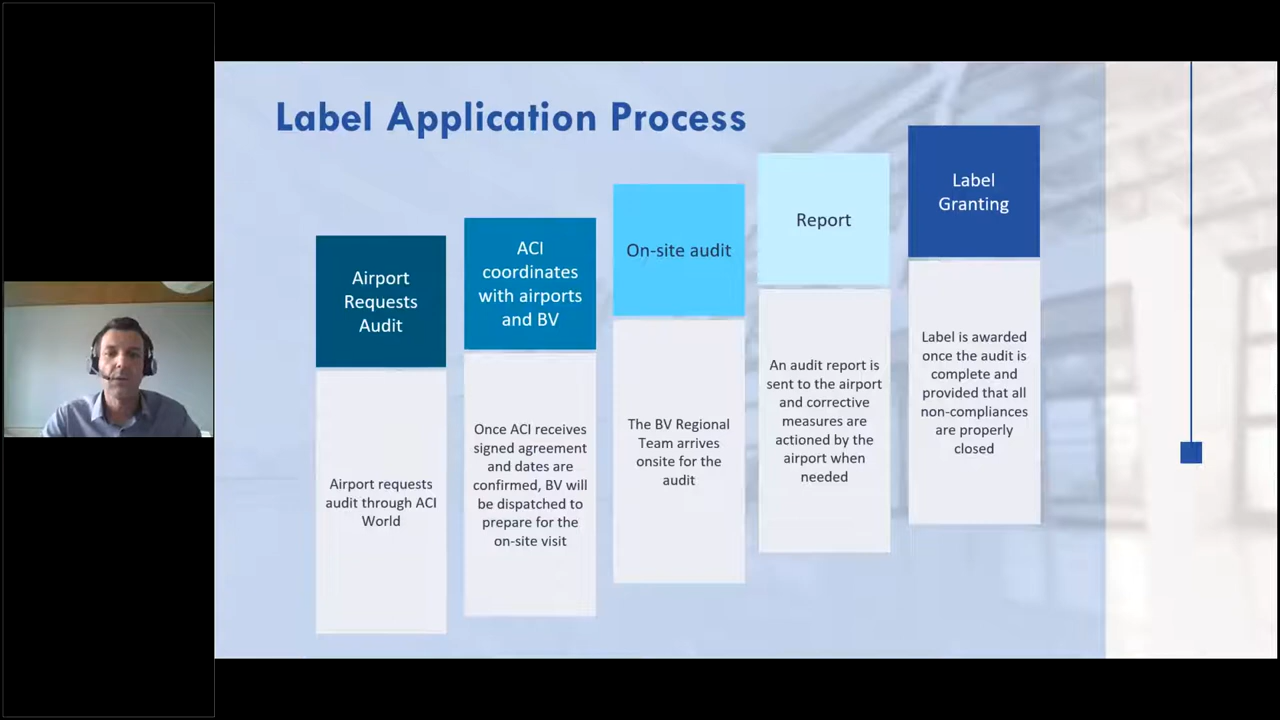 Label Application Process
Airport
Requests
Audit
Airport requests
audit through ACI
World
ACI
coordinates
with airports
and BV
Once ACI receives
signed agreement
and dates are
confirmed, BV will
be dispatched to
prepare for the
on-site visit
On-site audit
The BV Regional
Team arrives
onsite for the
audit
Report
An audit report is
sent to the airport
and corrective
measures are
actioned by the
airport when
needed
Label
Granting
Label is awarded
once the audit is
complete and
provided that all
non-compliances
are properly
closed